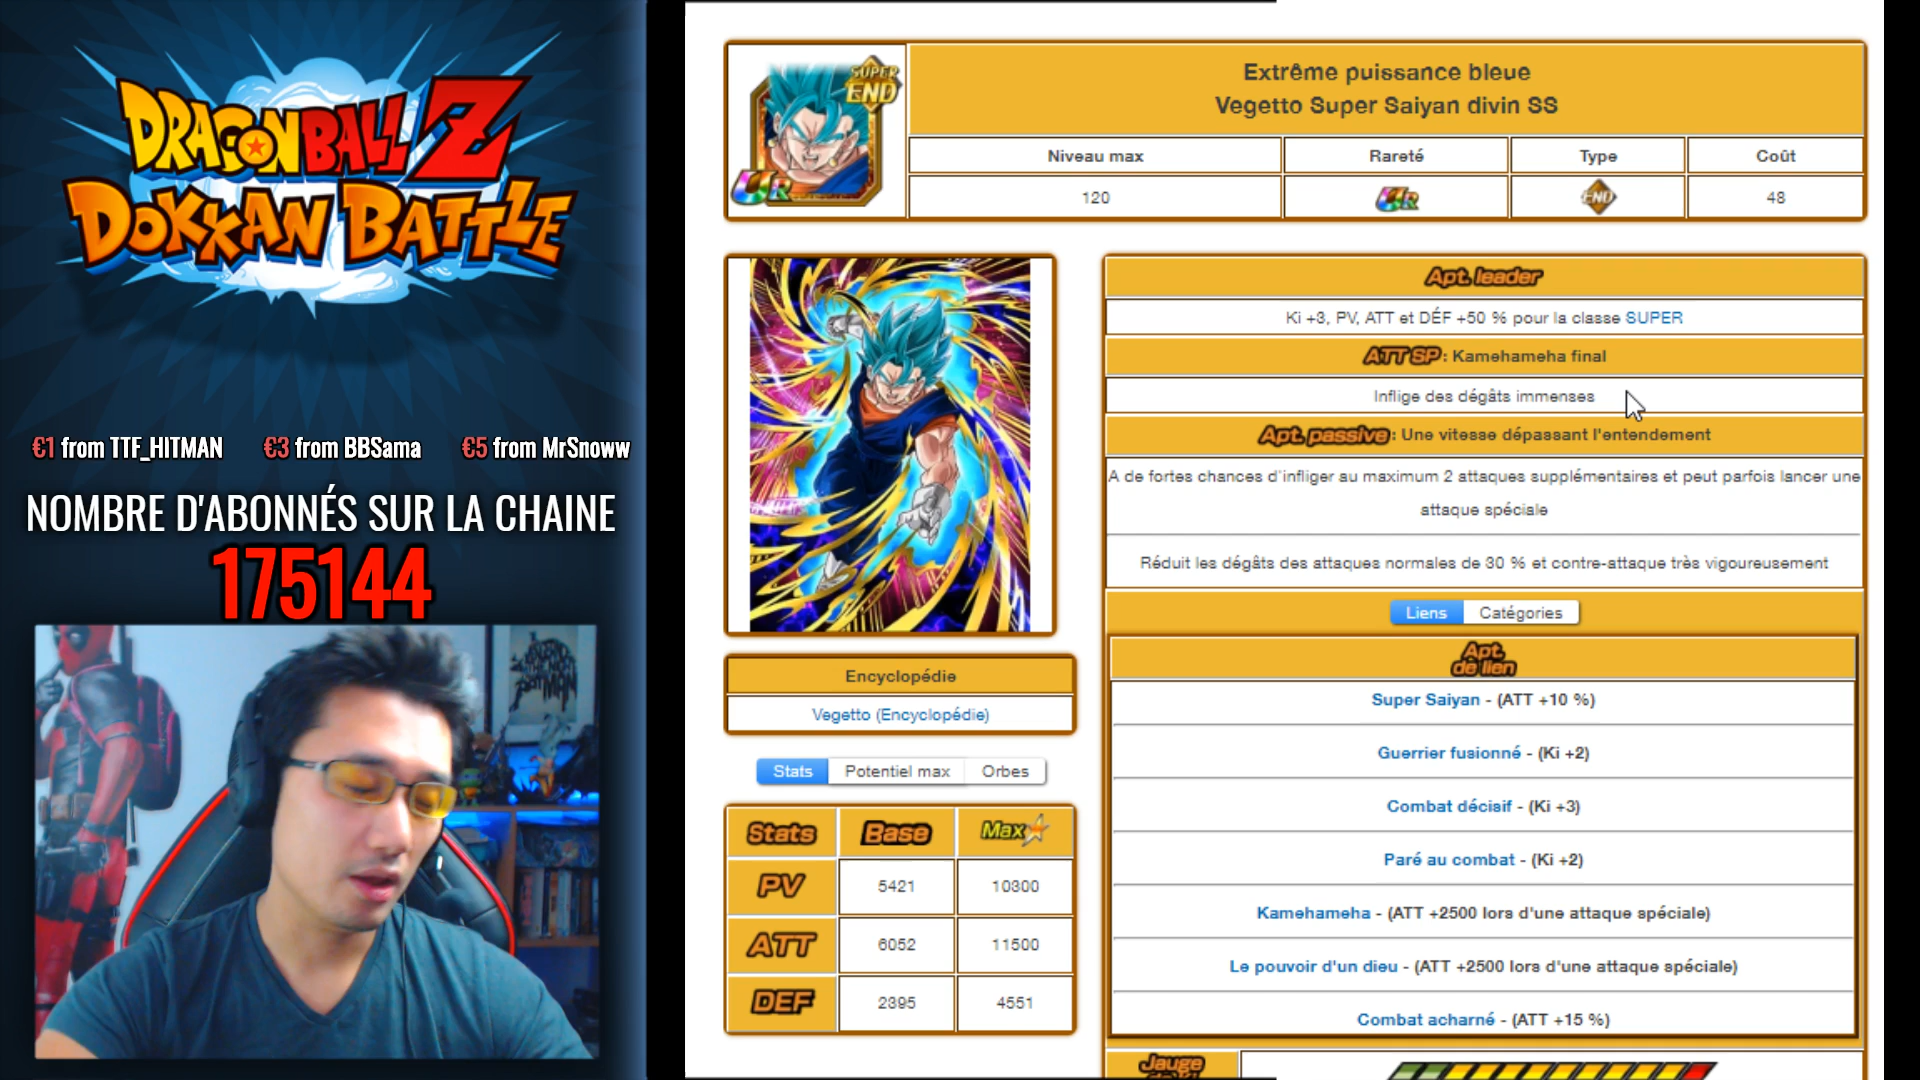 DRAGON BALL Z
DOKKAN BATTLE
€1 from TTF_HITMAN €3 from BBSama €5 from MrSnoww
NOMBRE D'ABONNÉS SUR LA CHAINE
175144
SUPER
END
UR
Extrême puissance bleue
Vegetto Super Saiyan divin SS
Niveau max Rareté Type Coût
120 UR END 48
Apt. leader
Ki +3, PV, ATT et DÉF +50 % pour la classe SUPER
ATT SP : Kamehameha final
Inflige des dégâts immenses
Apt. passive : Une vitesse dépassant l'entendement
A de fortes chances d'infliger au maximum 2 attaques supplémentaires et peut parfois lancer une
attaque spéciale
Réduit les dégâts des attaques normales de 30 % et contre-attaque très vigoureusement
Liens Catégories
Apt.
de lien
Super Saiyan - (ATT +10 %)
Guerrier fusionné - (Ki +2)
Combat décisif - (Ki +3)
Paré au combat - (Ki +2)
Kamehameha - (ATT +2500 lors d'une attaque spéciale)
Le pouvoir d'un dieu - (ATT +2500 lors d'une attaque spéciale)
Combat acharné - (ATT +15 %)
Jauge
Encyclopédie
Vegetto (Encyclopédie)
Stats Potentiel max Orbes
Stats Base Max
PV 5421 10300
ATT 6052 11500
DEF 2395 4551